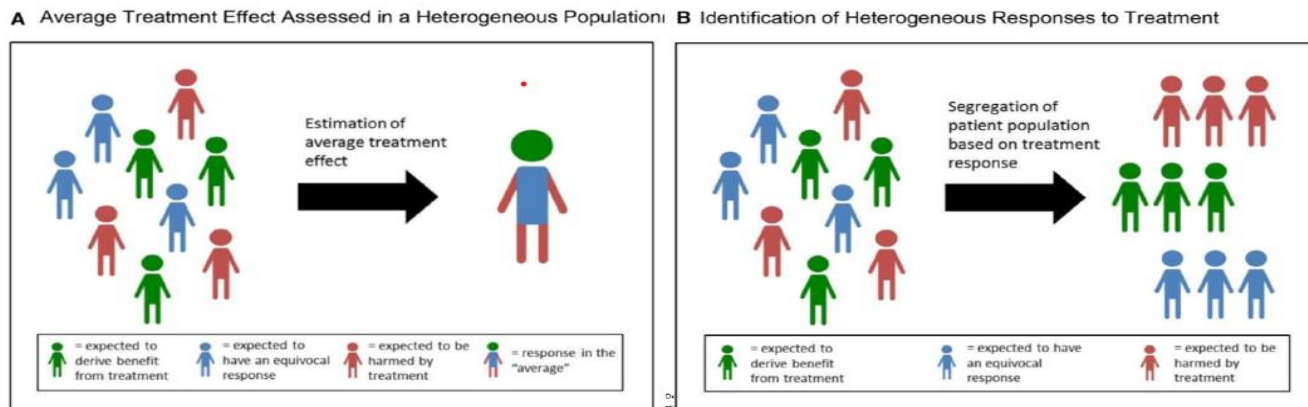 A Average Treatment Effect Assessed in a Heterogeneous Population
Estimation of
average treatment
effect
= expected to
derive benefit
from treatment
= expected to
have an equivocal
response
= expected to be
harmed by
treatment
= response in the
"average"
B Identification of Heterogeneous Responses to Treatment
Segregation of
patient population
based on treatment
response
= expected to
derive benefit
from treatment
= expected to have
an equivocal
response
= expected to be
harmed by
treatment